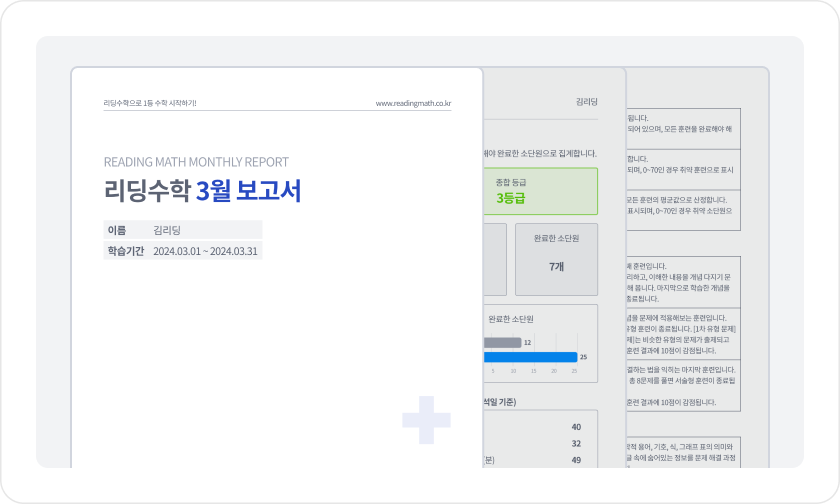 리딩수학으로 1등 수학 시작하기!
www.readingmath.co.kr
READING MATH MONTHLY REPORT
리딩수학 3월 보고서
이름 김리딩
학습기간 2024.03.01 ~ 2024.03.31
김리딩
해야 완료한 소단원으로 집계합니다.
종합 등급
3등급
완료한 소단원
7개
완료한 소단원
12
25
5 10 15 20 25
석일 기준)
40
32
(분) 49
됩니다.
되어 있으며, 모든 훈련을 완료해야 해
합니다.
되며, 0~70인 경우 취약 훈련으로 표시
모든 훈련의 평균값으로 산정합니다.
표시되며, 0~70인 경우 취약 소단원으
훈련입니다.
리하고, 이해한 내용을 개념 다지기 문
해 봅니다. 마지막으로 학습한 개념을
종료됩니다.
념을 문제에 적용해보는 훈련입니다.
유형 훈련이 종료됩니다. [1차 유형 문제]
제]는 비슷한 유형의 문제가 출제되고
훈련 결과에 10점이 감점됩니다.
결하는 법을 익히는 마지막 훈련입니다.
총 8문제를 풀면 서술형 훈련이 종료됩
훈련 결과에 10점이 감점됩니다.
용어, 기호, 식, 그래프 표의 의미와
글 속에 숨어있는 정보를 문제 해결 과정